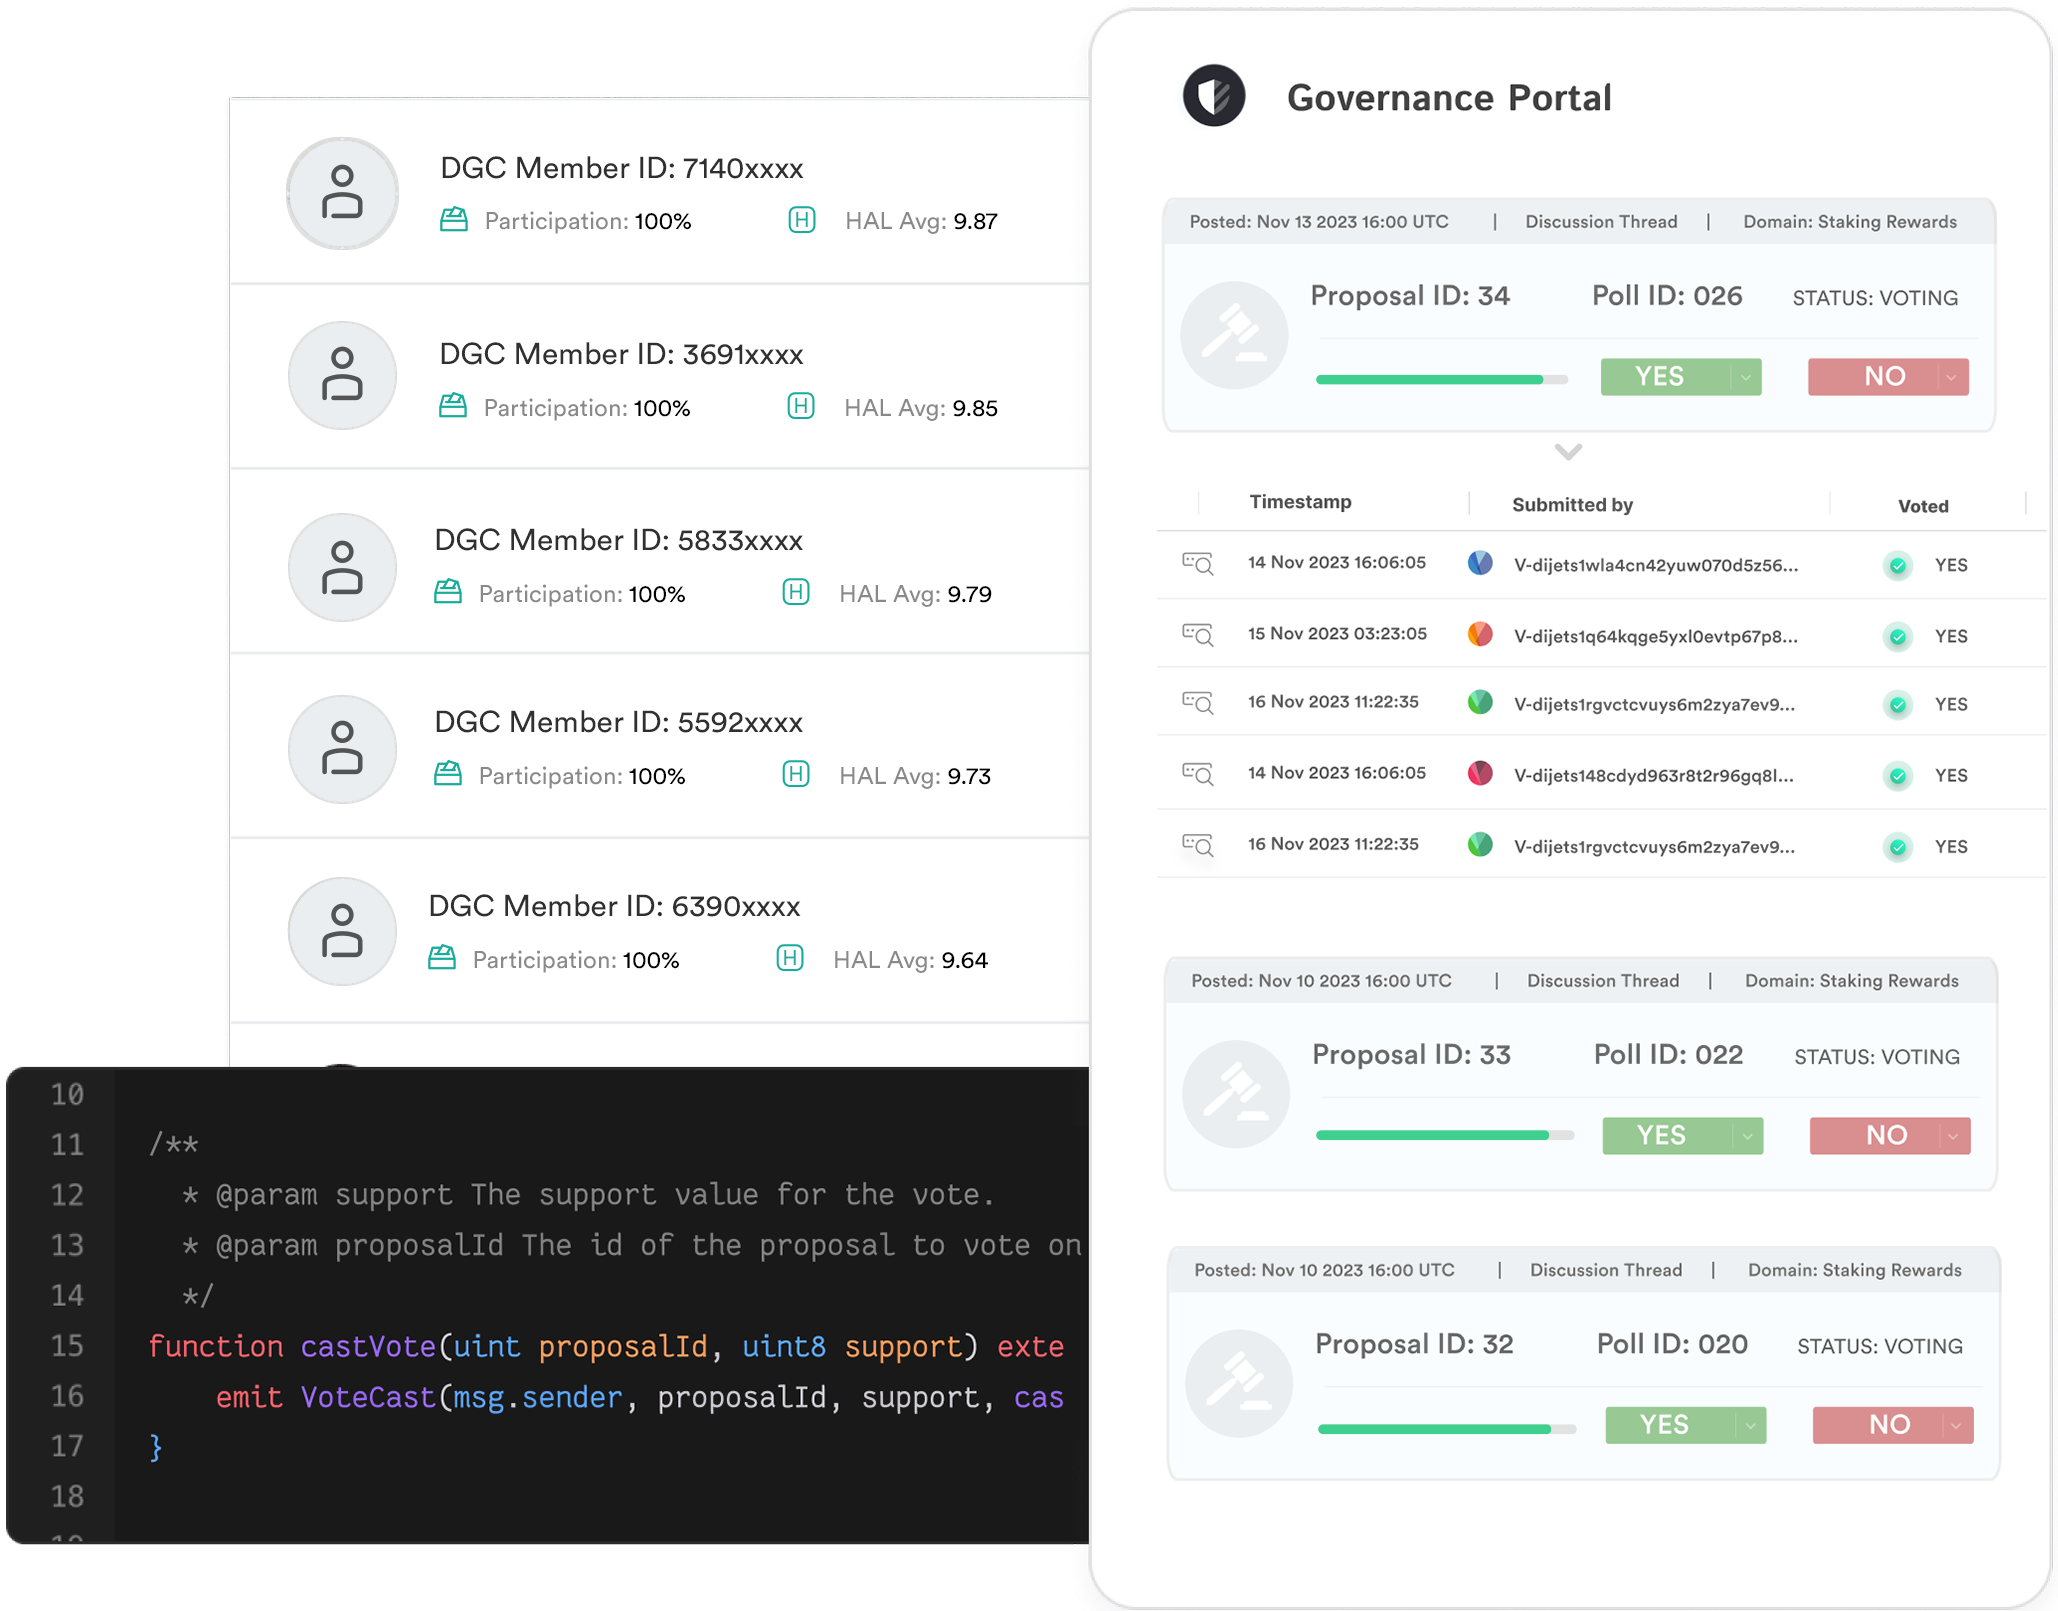 DGC Member ID: 7140xxxx
Participation: 100% H HAL Avg: 9.87
DGC Member ID: 3691xxxx
Participation: 100% H HAL Avg: 9.85
DGC Member ID: 5833xxxx
Participation: 100% H HAL Avg: 9.79
DGC Member ID: 5592xxxx
Participation: 100% H HAL Avg: 9.73
DGC Member ID: 6390xxxx
Participation: 100% H HAL Avg: 9.64
10
11 /**
12 * @param support The support value for the vote.
13 * @param proposalId The id of the proposal to vote on
14 */
15 function castVote(uint proposalId, uint8 support) exte
16 emit VoteCast(msg.sender, proposalId, support, cas
17 }
18
Governance Portal
Posted: Nov 13 2023 16:00 UTC | Discussion Thread | Domain: Staking Rewards
Proposal ID: 34 Poll ID: 026 STATUS: VOTING
YES NO
Timestamp Submitted by Voted
14 Nov 2023 16:06:05 V-dijets1wla4cn42yuw070d5z56... YES
15 Nov 2023 03:23:05 V-dijets1q64kqge5yxl0evtp67p8... YES
16 Nov 2023 11:22:35 V-dijets1rgvctcvuys6m2zya7ev9... YES
14 Nov 2023 16:06:05 V-dijets148cdyd963r8t2r96gq8l... YES
16 Nov 2023 11:22:35 V-dijets1rgvctcvuys6m2zya7ev9... YES
Posted: Nov 10 2023 16:00 UTC | Discussion Thread | Domain: Staking Rewards
Proposal ID: 33 Poll ID: 022 STATUS: VOTING
YES NO
Posted: Nov 10 2023 16:00 UTC | Discussion Thread | Domain: Staking Rewards
Proposal ID: 32 Poll ID: 020 STATUS: VOTING
YES NO